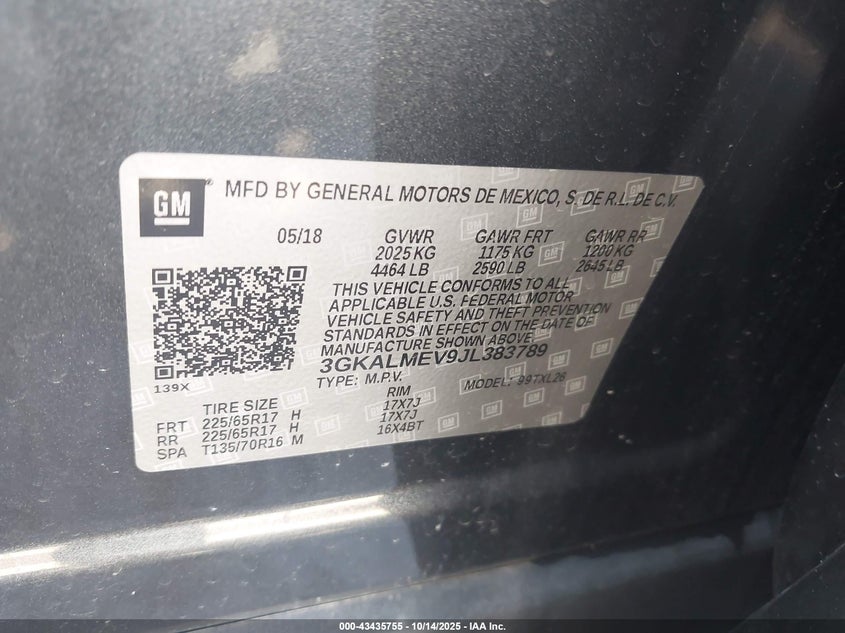 GM ® MFD BY GENERAL MOTORS DE MEXICO, S. DE R.L. DE C.V.
05/18 GVWR GAWR FRT GAWR RR
2025 KG 1175 KG 1200 KG
4464 LB 2590 LB 2645 LB
THIS VEHICLE CONFORMS TO ALL
APPLICABLE U.S. FEDERAL MOTOR
VEHICLE SAFETY AND THEFT PREVENTION
STANDARDS IN EFFECT ON THE DATE OF
MANUFACTURE SHOWN ABOVE.
3GKALMEV9JL383789
139X TYPE: M.P.V. MODEL: 99TXL26
TIRE SIZE RIM
FRT 225/65R17 H 17X7J
RR 225/65R17 H 17X7J
SPA T135/70R16 M 16X4BT
000-43435755 - 10/14/2025 - IAA Inc.